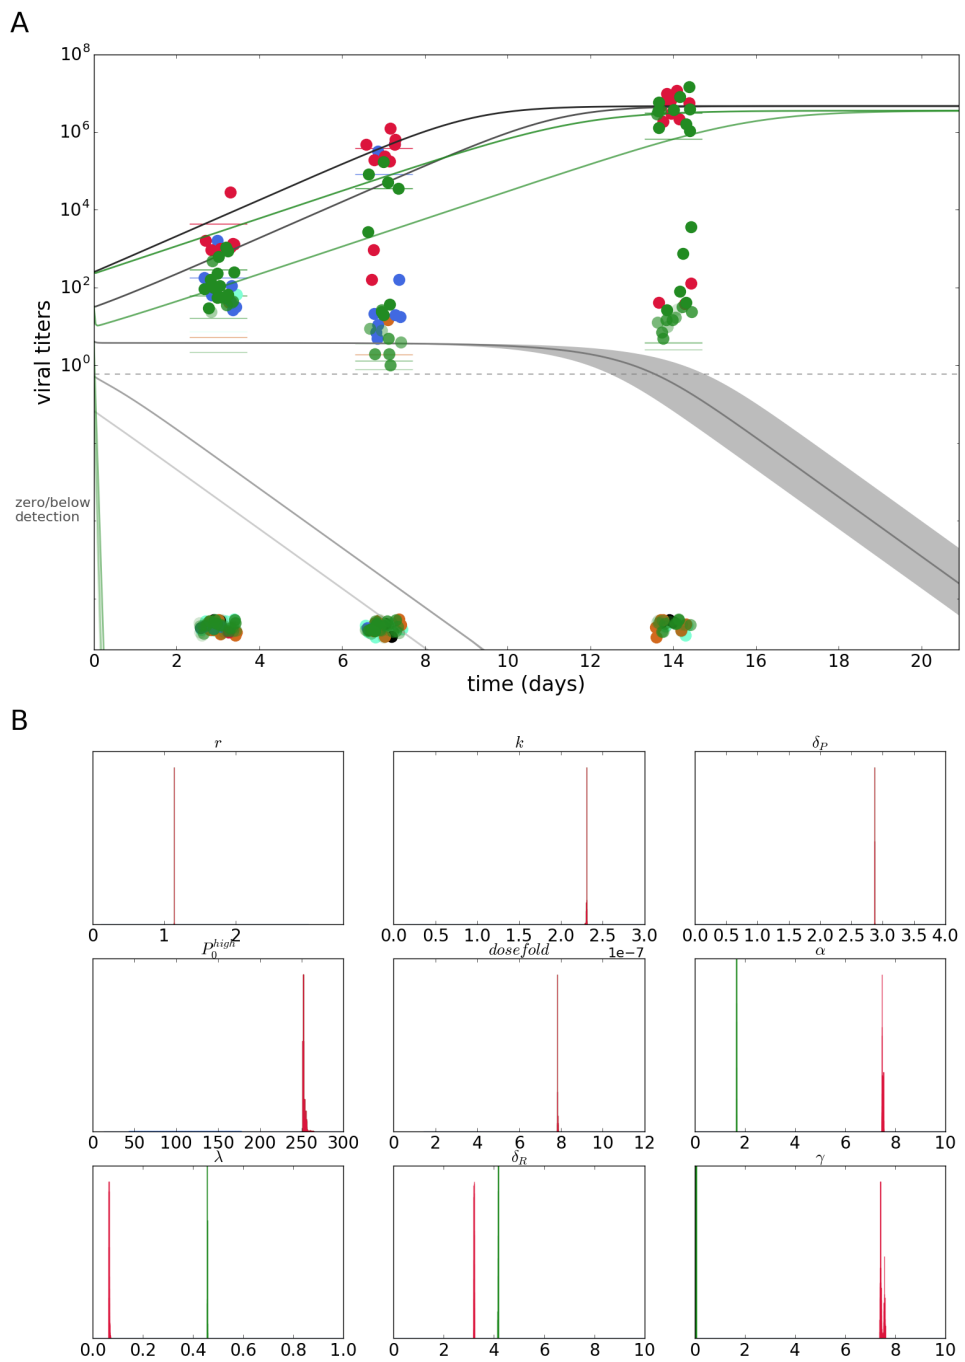 A
10^8
10^6
10^4
10^2
10^0
viral titers
zero/below
detection
0 2 4 6 8 10 12 14 16 18 20
time (days)
B
r k δ_P
0 1 2
0.0 0.5 1.0 1.5 2.0 2.5 3.0
1e−7
0.0 0.5 1.0 1.5 2.0 2.5 3.0 3.5 4.0
P_0^{high} dosefold α
0 50 100 150 200 250 300
0 2 4 6 8 10 12
0 2 4 6 8 10
λ δ_R γ
0.0 0.2 0.4 0.6 0.8 1.0
0 2 4 6 8 10
0 2 4 6 8 10